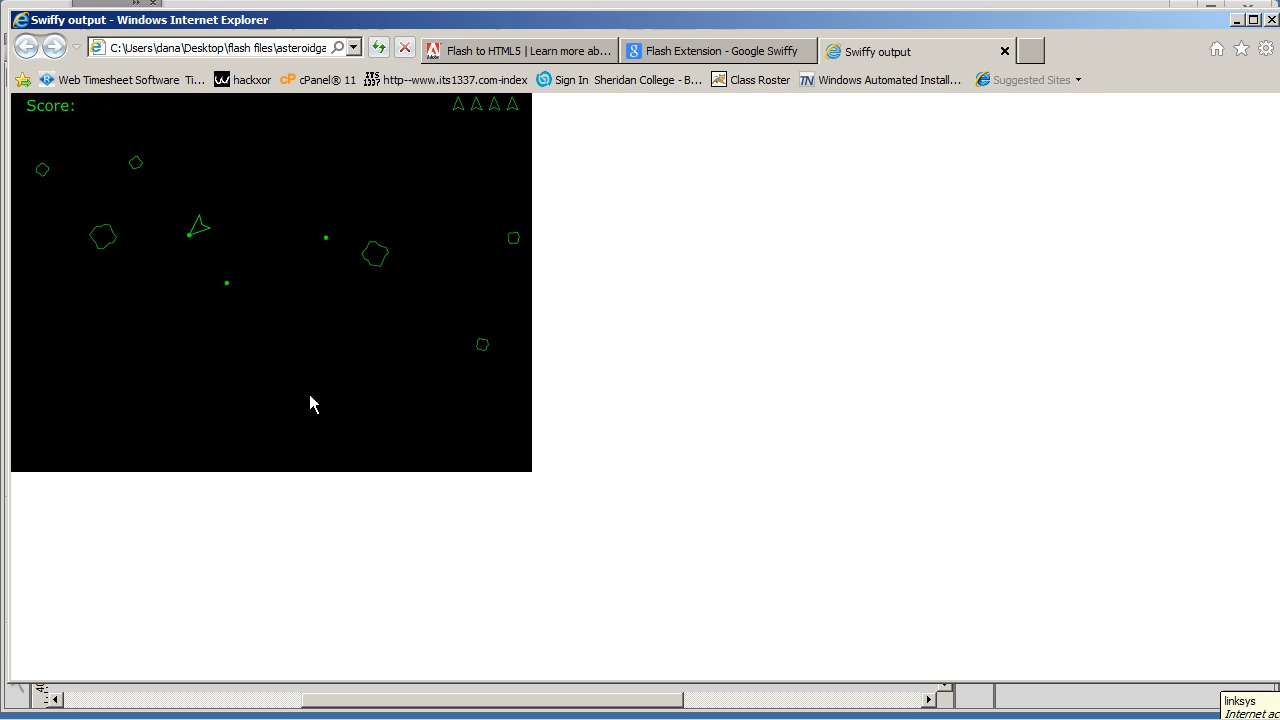 Swiffy output - Windows Internet Explorer
C:\Users\dana\Desktop\flash files\asteroidga
Flash to HTML5 | Learn more ab...
Flash Extension - Google Swiffy
Swiffy output
Web Timesheet Software Ti...
hackxor
cPanel® 11
http--www.its1337.com-index
Sign In Sheridan College - B...
Class Roster
Windows Automated Install...
Suggested Sites
Score:
linksys
Internet ac